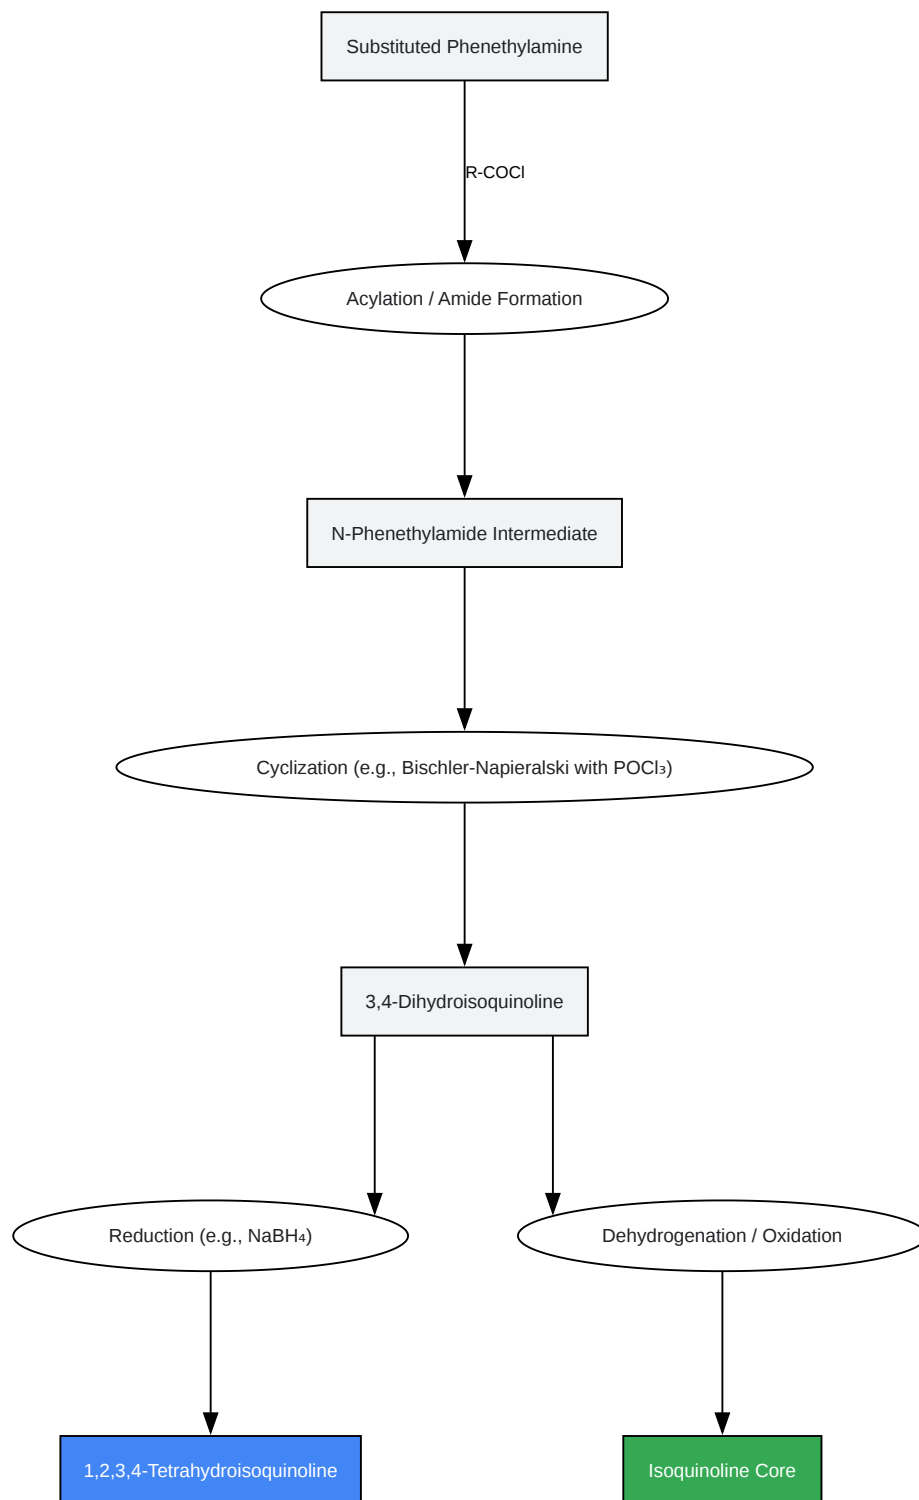 Substituted Phenethylamine
R-COCl
Acylation / Amide Formation
N-Phenethylamide Intermediate
Cyclization (e.g., Bischler-Napieralski with POCl₃)
3,4-Dihydroisoquinoline
Reduction (e.g., NaBH₄)
Dehydrogenation / Oxidation
1,2,3,4-Tetrahydroisoquinoline
Isoquinoline Core